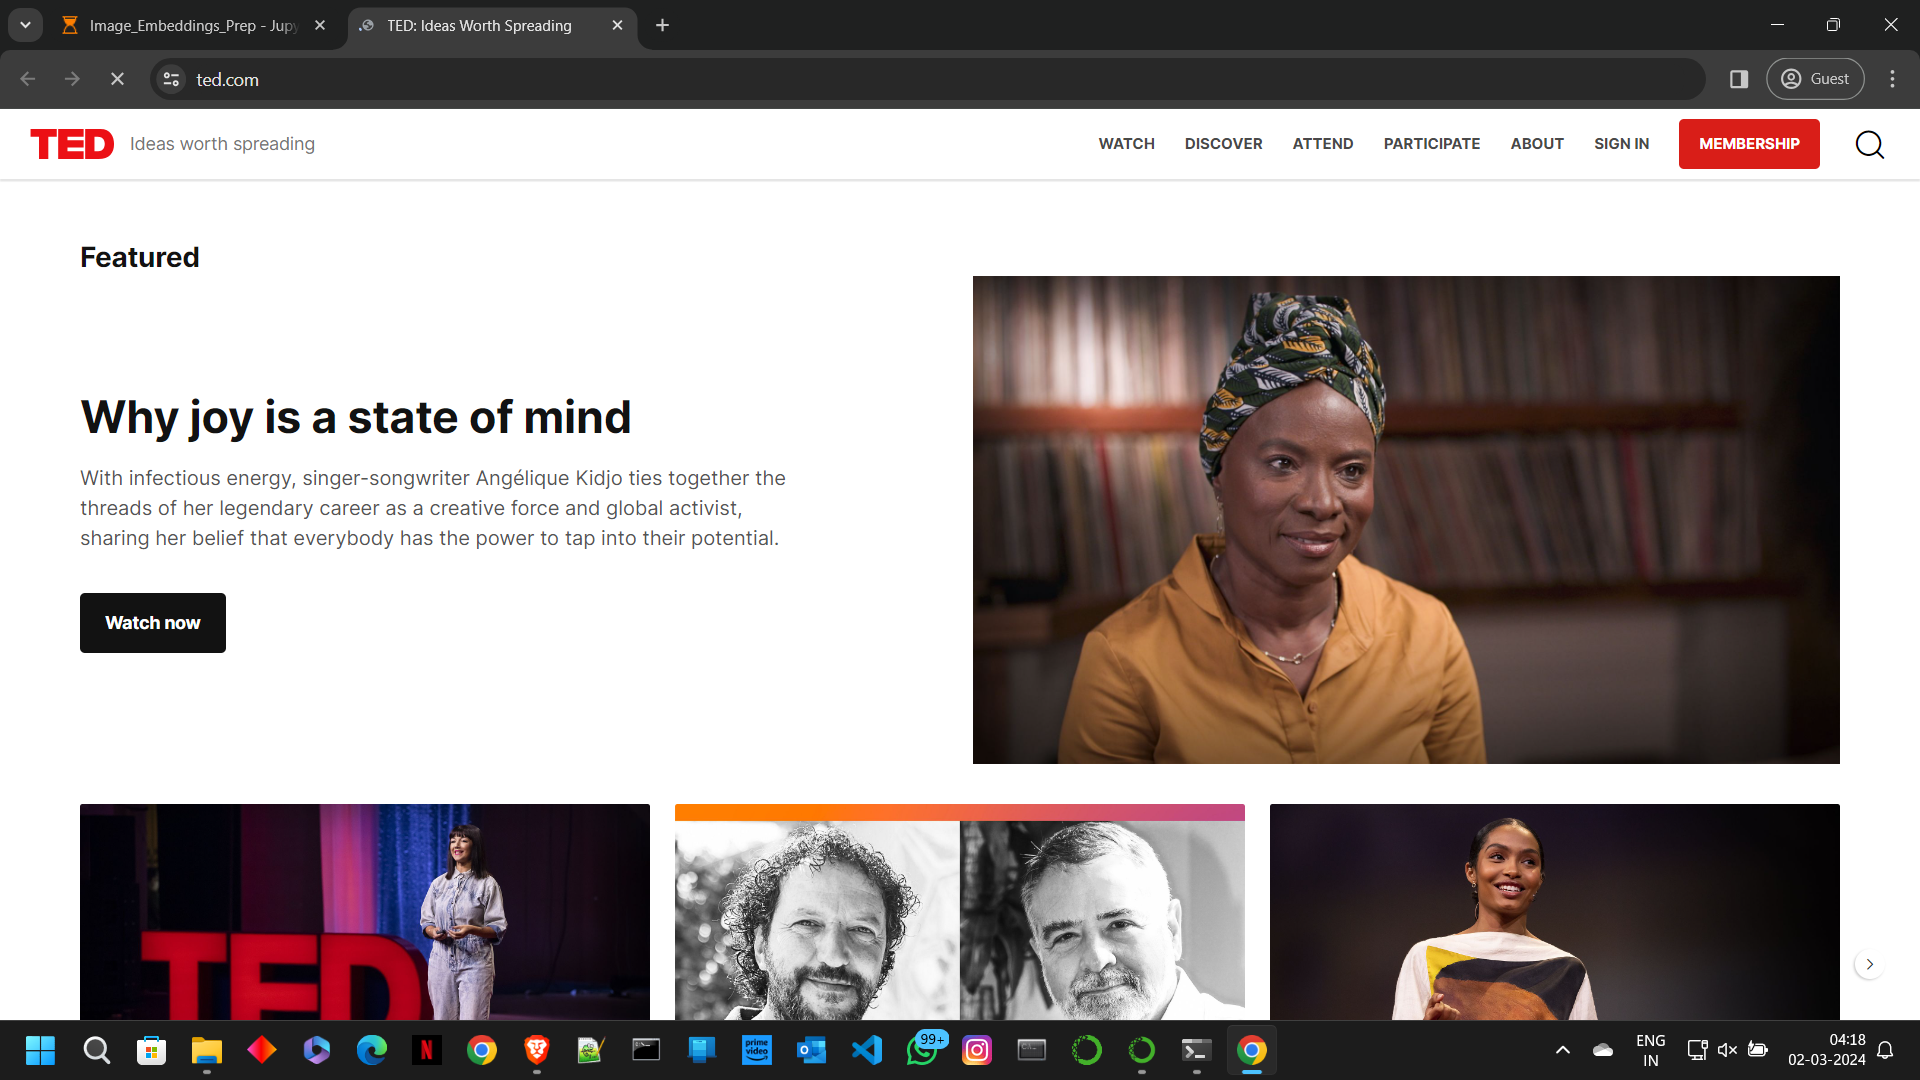 Image_Embeddings_Prep - Jupy
TED: Ideas Worth Spreading
ted.com
Guest
TED Ideas worth spreading
WATCH DISCOVER ATTEND PARTICIPATE ABOUT SIGN IN MEMBERSHIP
Featured
Why joy is a state of mind
With infectious energy, singer-songwriter Angélique Kidjo ties together the
threads of her legendary career as a creative force and global activist,
sharing her belief that everybody has the power to tap into their potential.
Watch now
TED
N
prime
video
99+
ENG
IN
04:18
02-03-2024